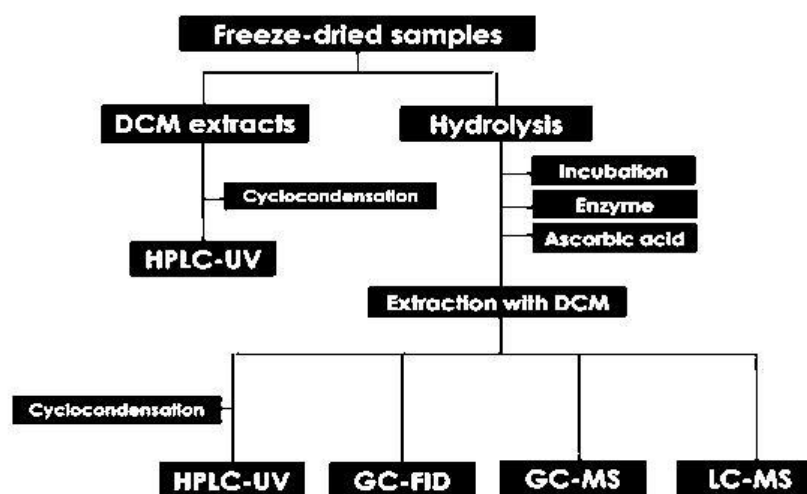 Freeze-dried samples
DCM extracts
Hydrolysis
Incubation
Cyclocondensation
Enzyme
Ascorbic acid
HPLC-UV
Extraction with DCM
Cyclocondensation
HPLC-UV
GC-FID
GC-MS
LC-MS